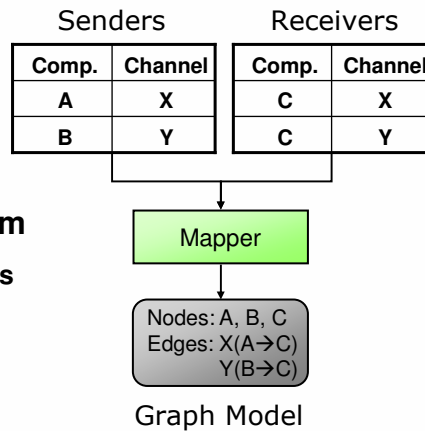 Senders Receivers
Comp. Channel Comp. Channel
A X C X
B Y C Y
m
Mapper
s
Nodes: A, B, C
Edges: X(A→C)
Y(B→C)
Graph Model